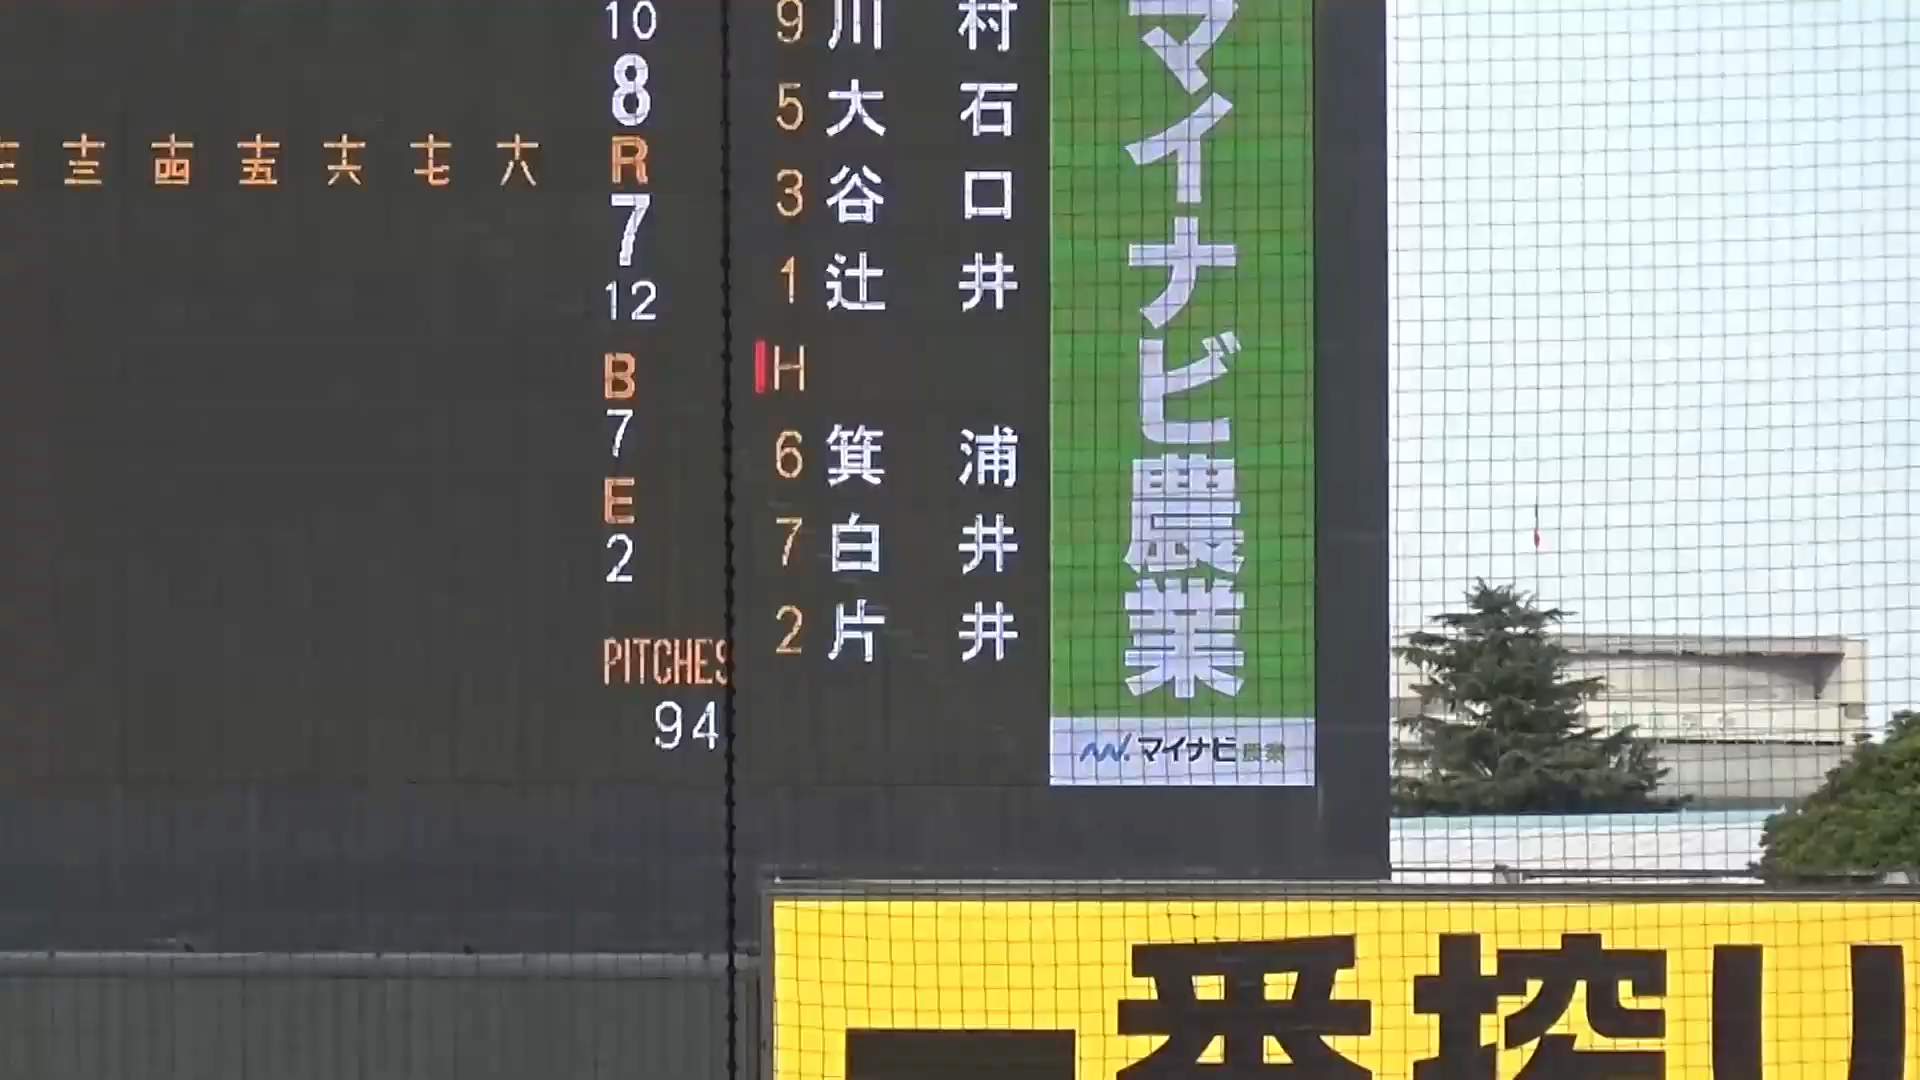 10
8
十三 十四 十五 十六 十七 十八
R
7
12
B
7
E
2
PITCHES
94
9 川 村
5 大 石
3 谷 口
1 辻 井
H
6 箕 浦
7 白 井
2 片 井
マイナビ農業
マイナビ農業
一番搾り